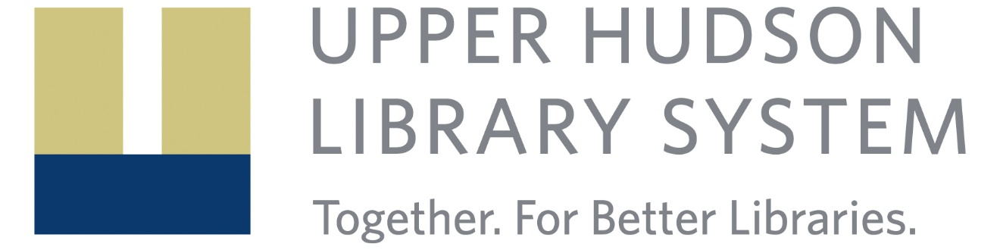 UPPER HUDSON
LIBRARY SYSTEM
Together. For Better Libraries.